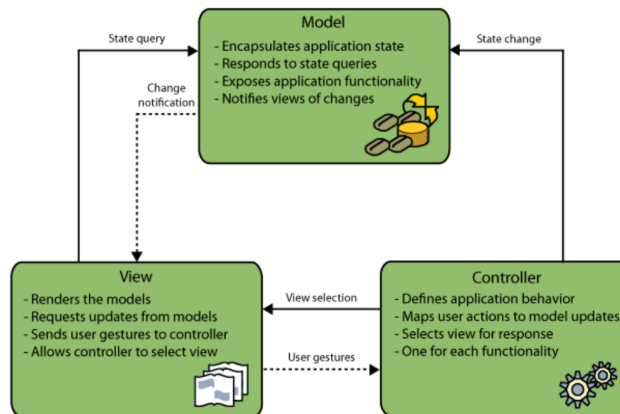 Model
- Encapsulates application state
- Responds to state queries
- Exposes application functionality
- Notifies views of changes
State query
State change
Change
notification
View
- Renders the models
- Requests updates from models
- Sends user gestures to controller
- Allows controller to select view
View selection
User gestures
Controller
- Defines application behavior
- Maps user actions to model updates
- Selects view for response
- One for each functionality